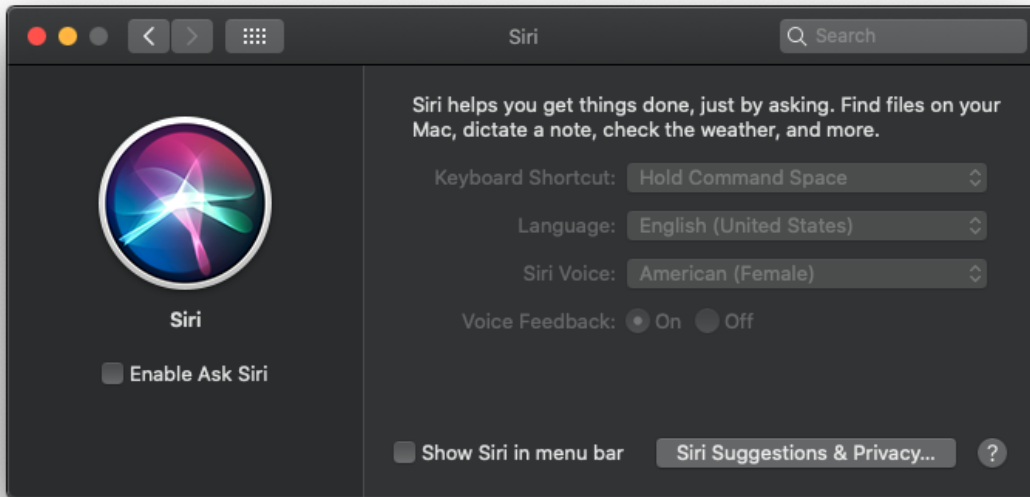 Siri
Search
Siri
Enable Ask Siri
Siri helps you get things done, just by asking. Find files on your
Mac, dictate a note, check the weather, and more.
Keyboard Shortcut: Hold Command Space
Language: English (United States)
Siri Voice: American (Female)
Voice Feedback: On Off
Show Siri in menu bar Siri Suggestions & Privacy... ?